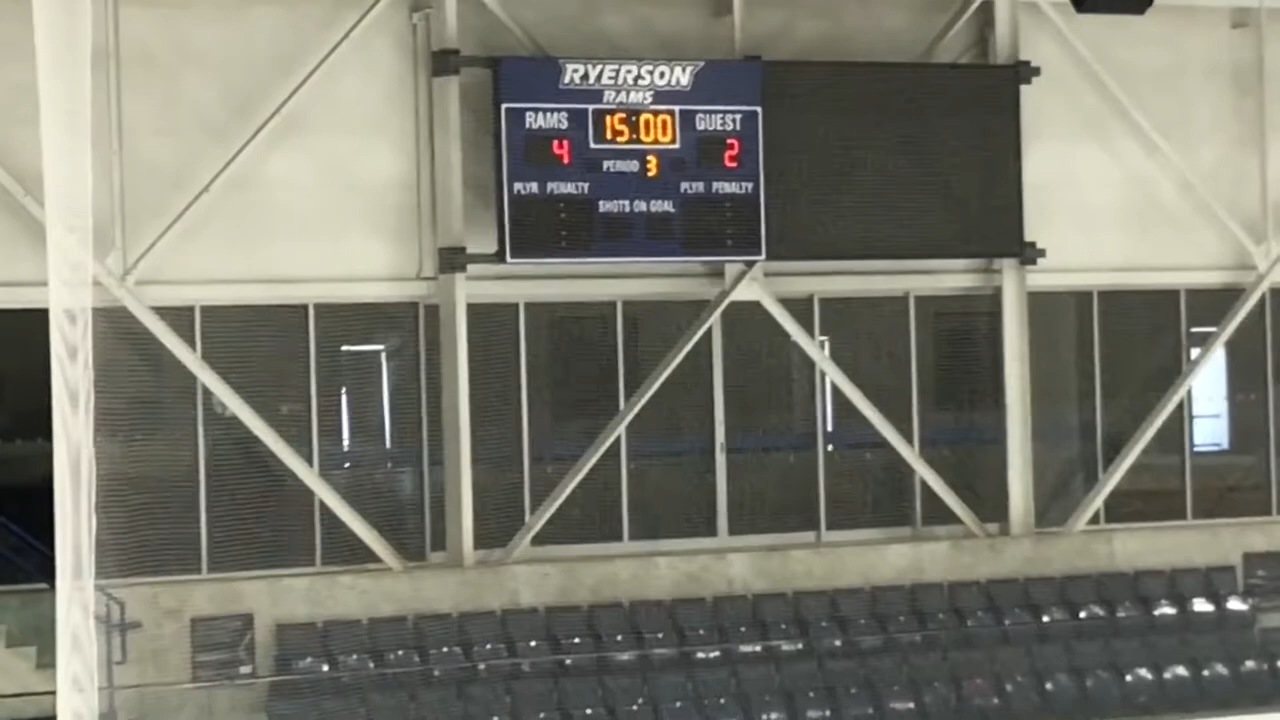 RYERSON
RAMS
RAMS 15:00 GUEST
4 PERIOD 3 2
PLYR PENALTY PLYR PENALTY
SHOTS ON GOAL